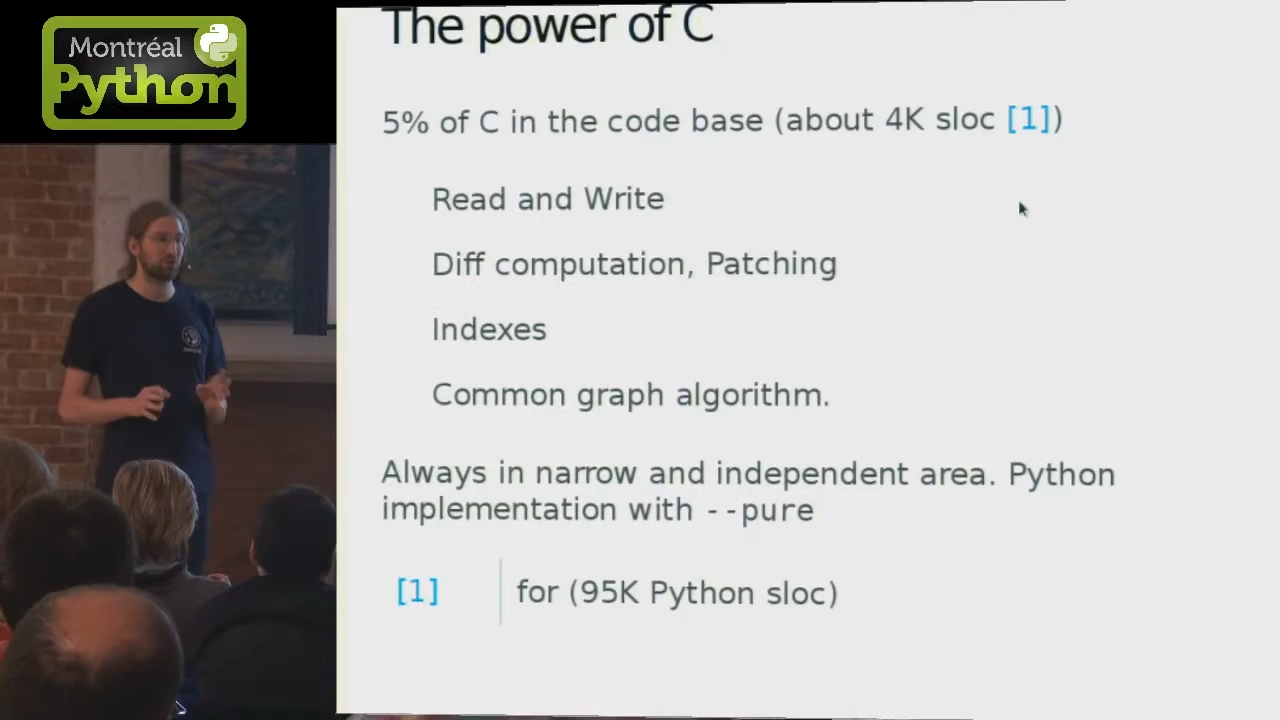 Montréal
Python
The power of C
5% of C in the code base (about 4K sloc [1])
Read and Write
Diff computation, Patching
Indexes
Common graph algorithm.
Always in narrow and independent area. Python
implementation with --pure
[1] for (95K Python sloc)